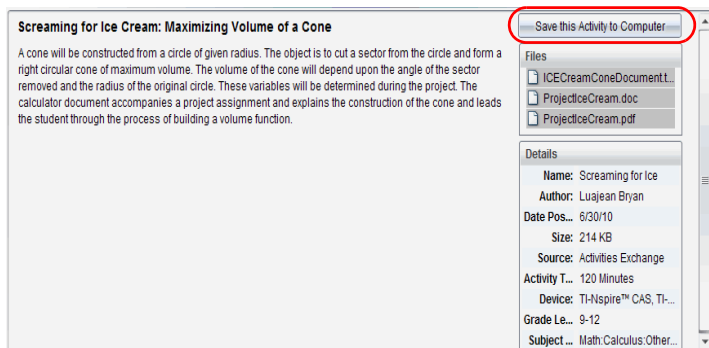 Screaming for Ice Cream: Maximizing Volume of a Cone
A cone will be constructed from a circle of given radius. The object is to cut a sector from the circle and form a
right circular cone of maximum volume. The volume of the cone will depend upon the angle of the sector
removed and the radius of the original circle. These variables will be determined during the project. The
calculator document accompanies a project assignment and explains the construction of the cone and leads
the student through the process of building a volume function.
Save this Activity to Computer
Files
ICECreamConeDocument.t...
ProjectIceCream.doc
ProjectIceCream.pdf
Details
Name: Screaming for Ice
Author: Luajean Bryan
Date Pos... 6/30/10
Size: 214 KB
Source: Activities Exchange
Activity T... 120 Minutes
Device: TI-Nspire™ CAS, TI-...
Grade Le... 9-12
Subject ... Math:Calculus:Other...